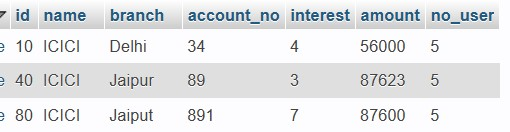 id name branch account_no interest amount no_user
10 ICICI Delhi 34 4 56000 5
40 ICICI Jaipur 89 3 87623 5
80 ICICI Jaiput 891 7 87600 5